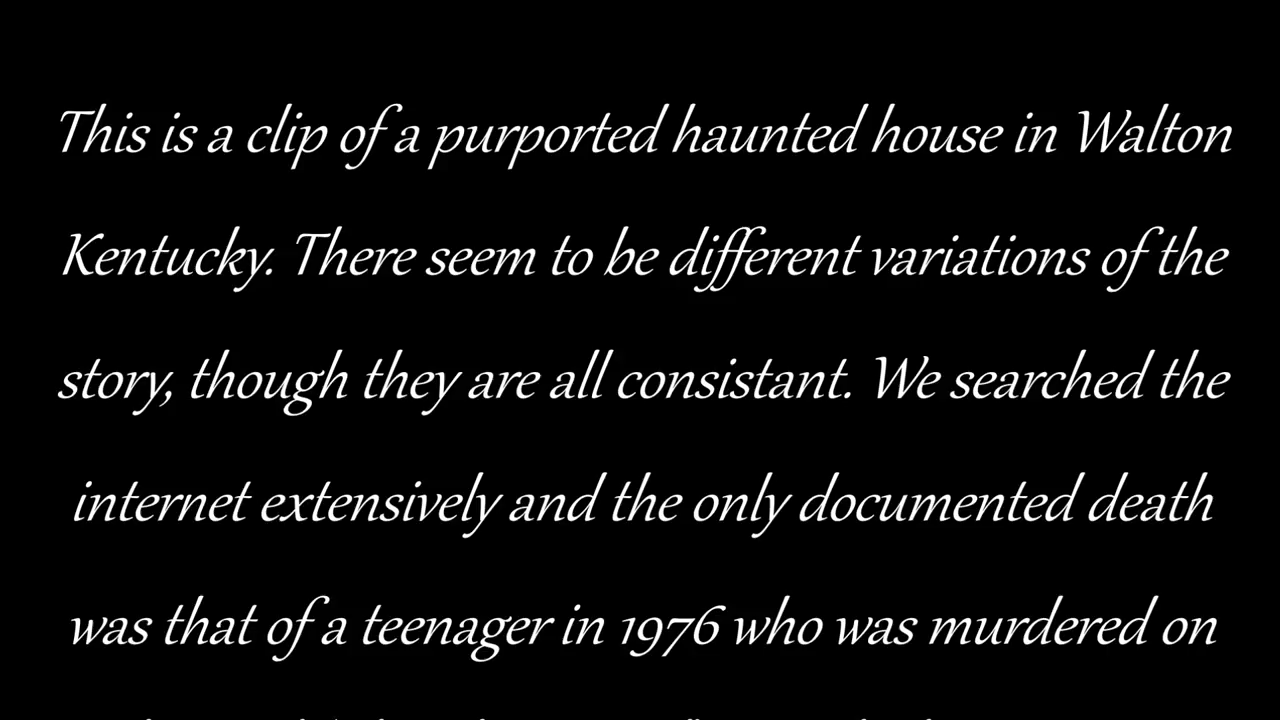 This is a clip of a purported haunted house in Walton
Kentucky. There seem to be different variations of the
story, though they are all consistant. We searched the
internet extensively and the only documented death
was that of a teenager in 1976 who was murdered on